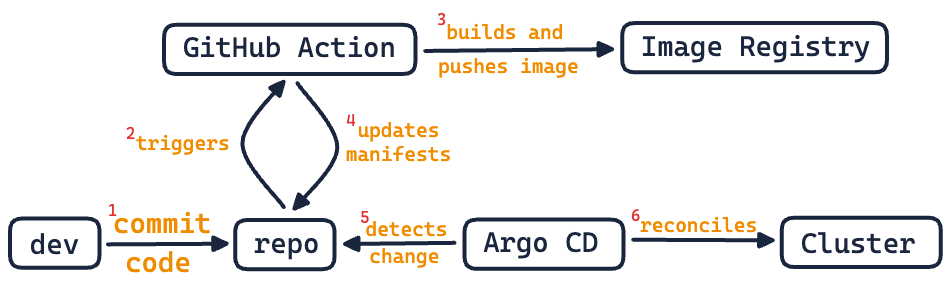 GitHub Action
3
builds and
pushes image
Image Registry
2
triggers
4
updates
manifests
dev
1
commit
code
repo
5
detects
change
Argo CD
6
reconciles
Cluster